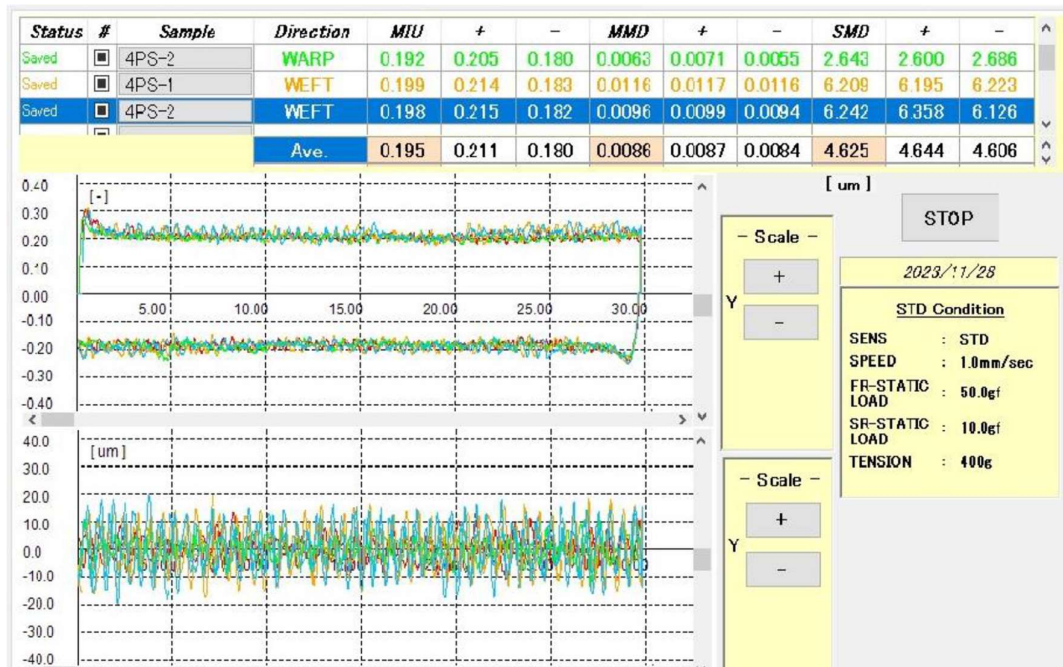 Status # Sample Direction MIU + − MMD + − SMD + −
Saved 4PS-2 WARP 0.192 0.205 0.180 0.0063 0.0071 0.0055 2.643 2.600 2.686
Saved 4PS-1 WEFT 0.199 0.214 0.183 0.0116 0.0117 0.0116 6.209 6.195 6.223
Saved 4PS-2 WEFT 0.198 0.215 0.182 0.0096 0.0099 0.0094 6.242 6.358 6.126
Ave. 0.195 0.211 0.180 0.0086 0.0087 0.0084 4.625 4.644 4.606
[ um ]
STOP
0.40
[-]
0.30
0.20
0.10
0.00
5.00 10.00 15.00 20.00 25.00 30.00
-0.10
-0.20
-0.30
-0.40
- Scale -
+
Y
-
2023/11/28
STD Condition
SENS : STD
SPEED : 1.0mm/sec
FR-STATIC LOAD : 50.0gf
SR-STATIC LOAD : 10.0gf
TENSION : 400g
40.0
[um]
30.0
20.0
10.0
0.0
-10.0
-20.0
-30.0
-40.0
- Scale -
+
Y
-